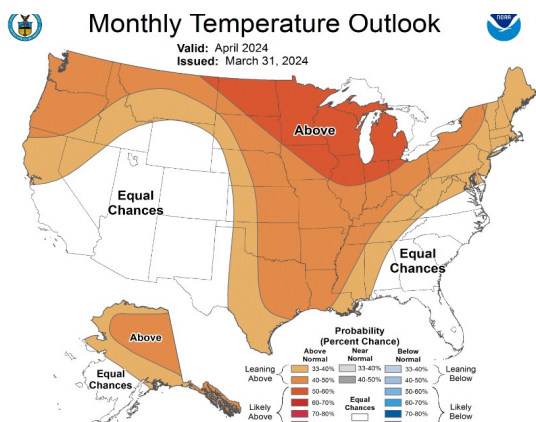 Monthly Temperature Outlook
NOAA
Valid: April 2024
Issued: March 31, 2024
Above
Equal
Chances
Equal
Chances
Above
Equal
Chances
Probability
(Percent Chance)
Above Normal
Near Normal
Below Normal
Leaning Above
33-40%
33-40%
33-40%
Leaning Below
40-50%
40-50%
40-50%
50-60%
50-60%
Likely Above
60-70%
Equal Chances
60-70%
Likely Below
70-80%
70-80%